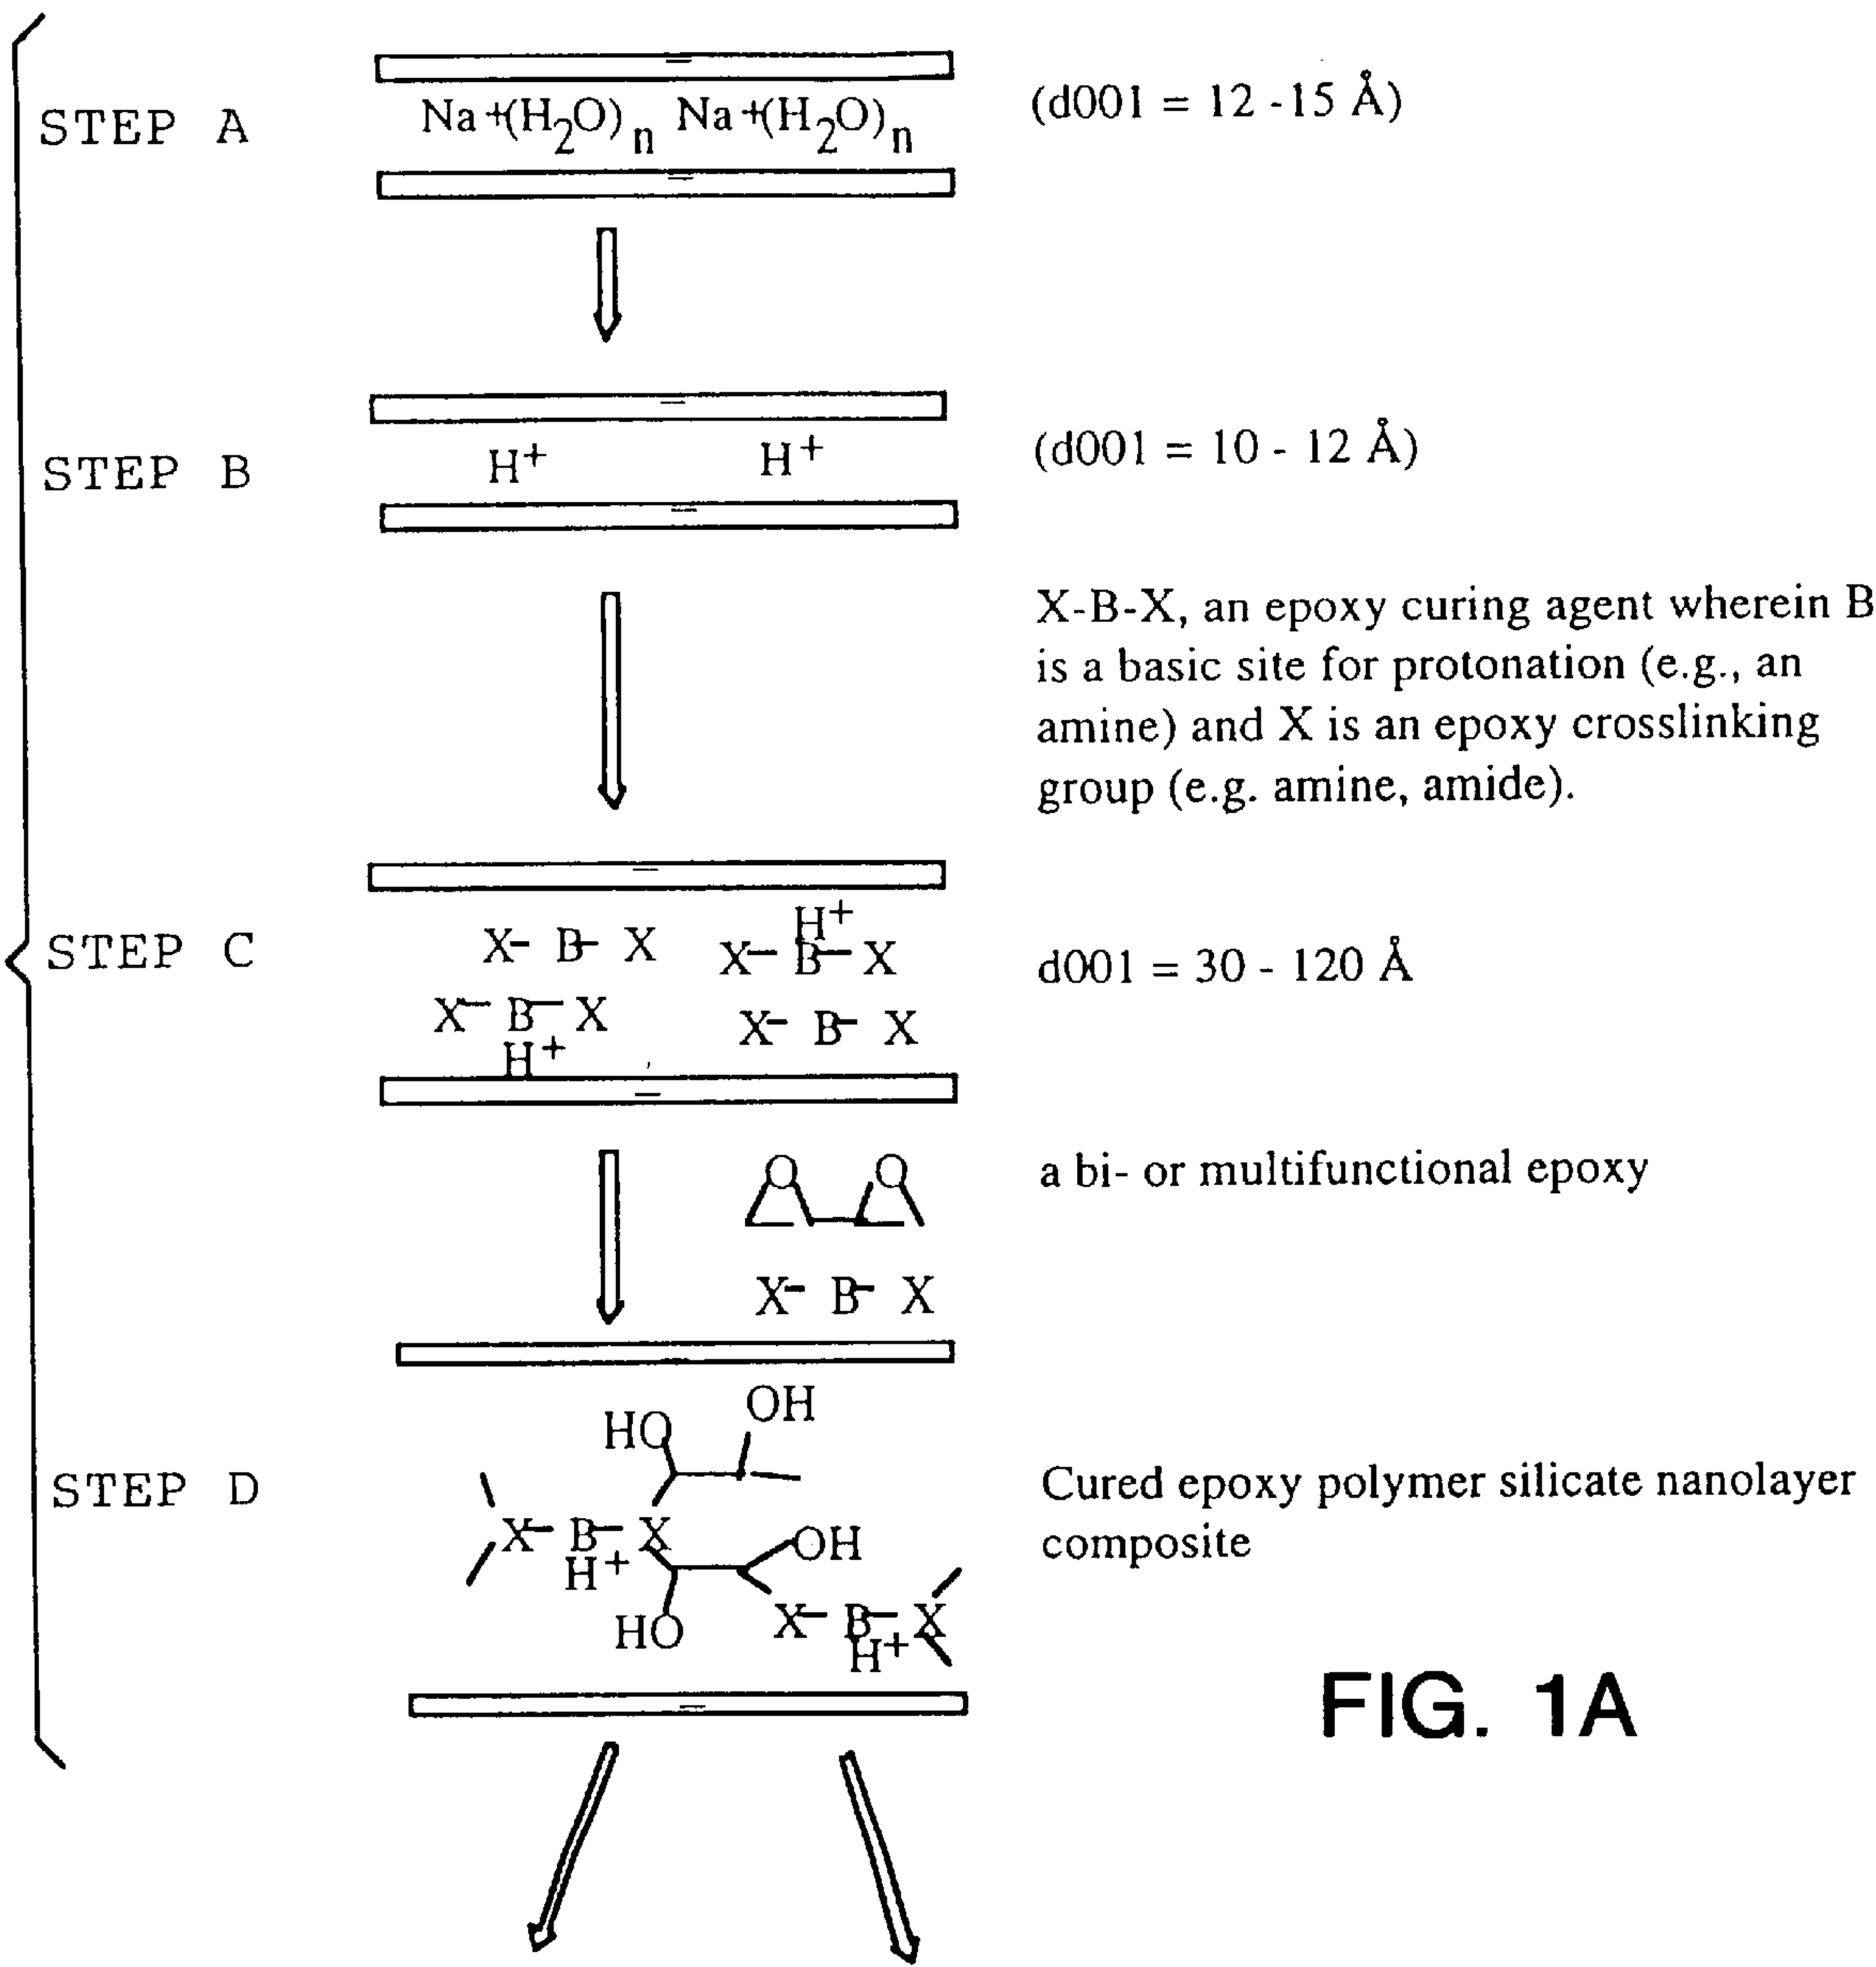 STEP A
Na+(H2O)n Na+(H2O)n
(d001 = 12 -15 Å)
STEP B
H+ H+
(d001 = 10 - 12 Å)
X-B-X, an epoxy curing agent wherein B
is a basic site for protonation (e.g., an
amine) and X is an epoxy crosslinking
group (e.g. amine, amide).
STEP C
H+
X- B- X X- B- X
X- B- X X- B- X
H+
d001 = 30 - 120 Å
O O
a bi- or multifunctional epoxy
X- B- X
STEP D
OH
HO
X- B- X
H+
OH
HO
X- B- X
H+
Cured epoxy polymer silicate nanolayer
composite
FIG. 1A